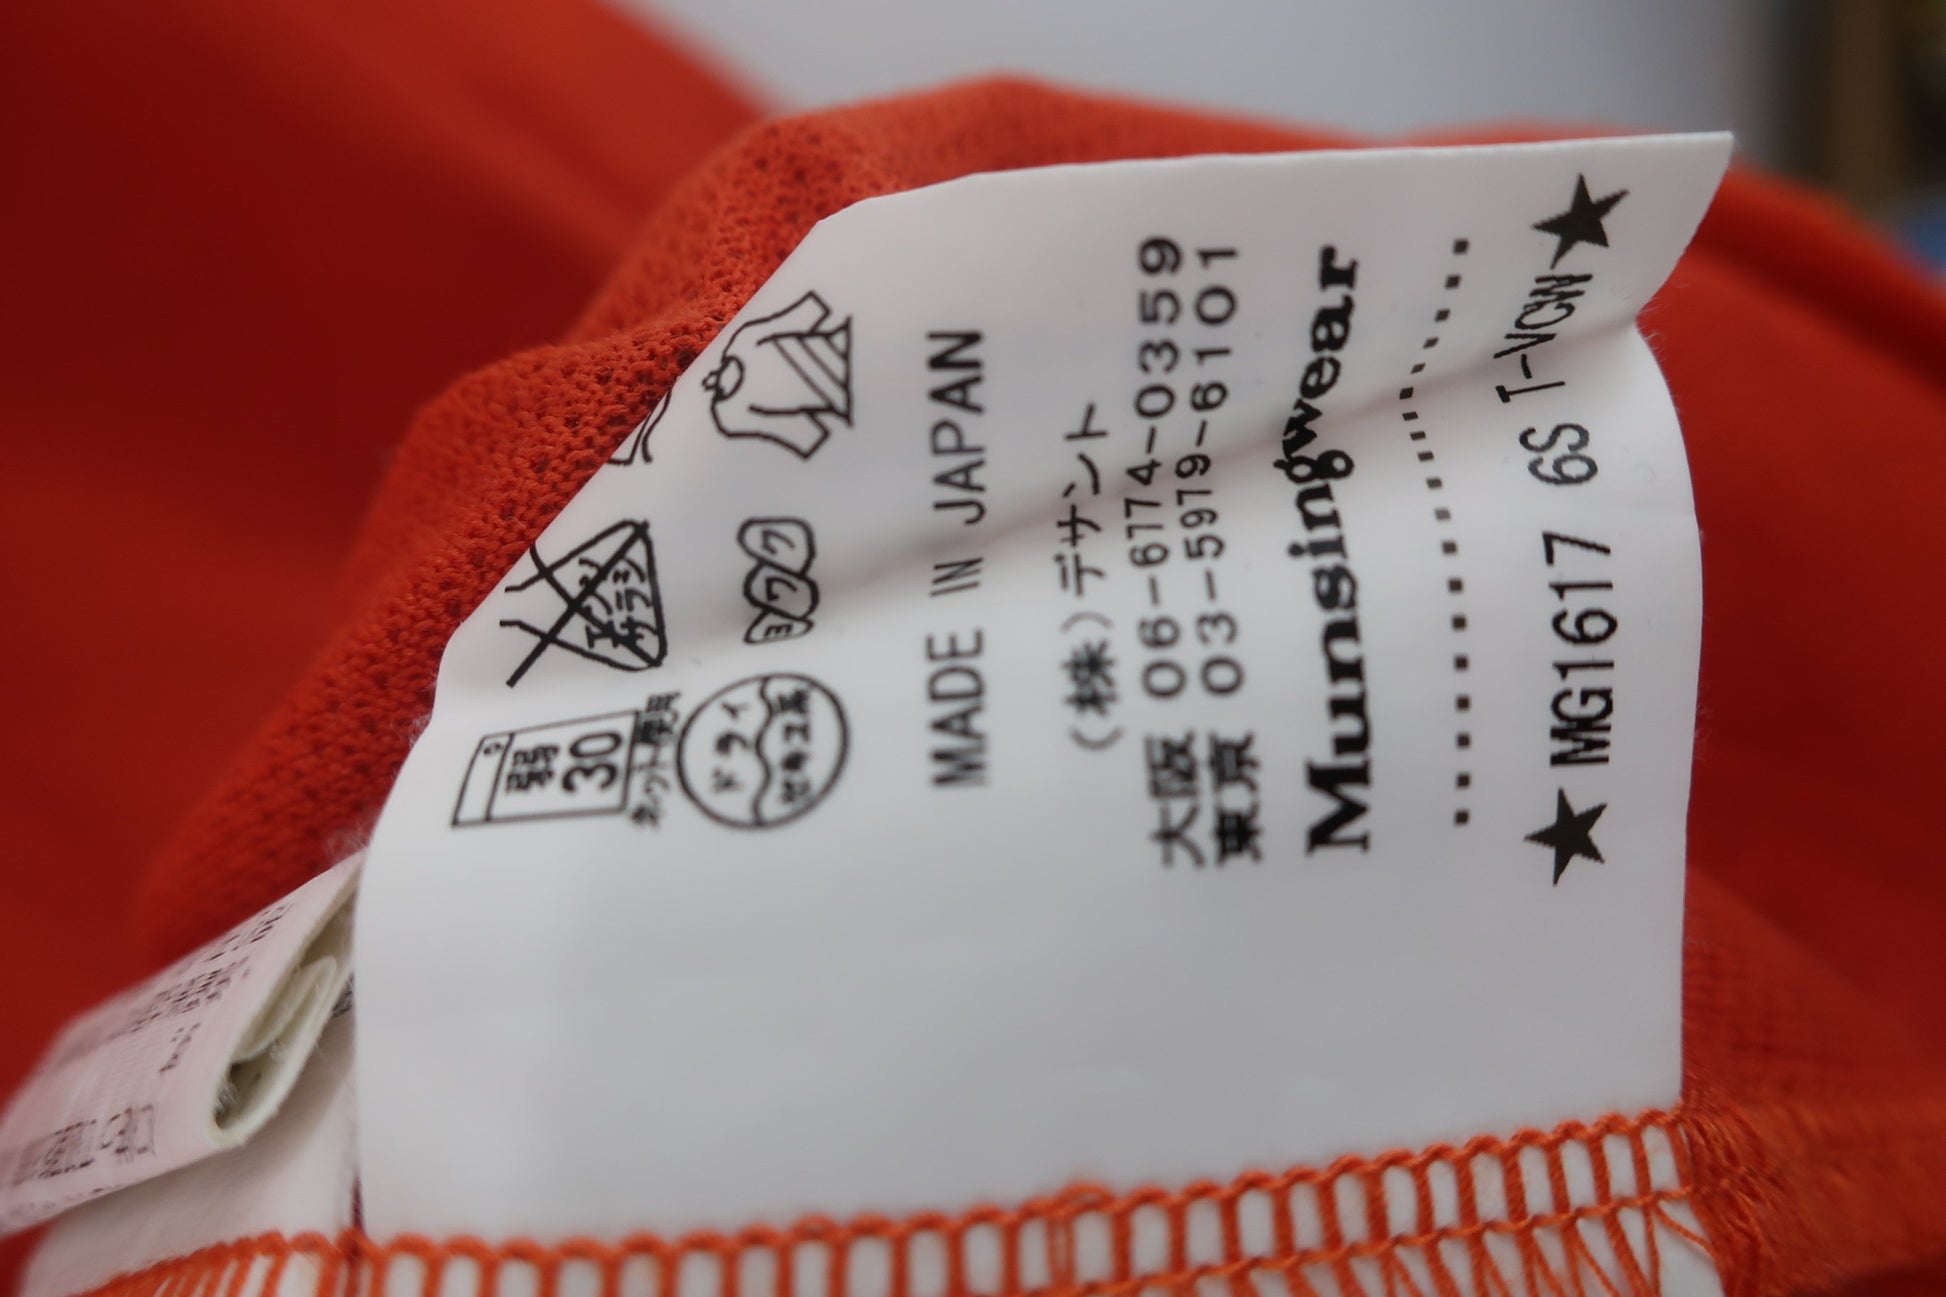 弱
30
ネット使用
エンソ
サラシ
ドライ
セキユ系
ヨワク
MADE IN JAPAN
(株)デサント
大阪 06-6774-0359
東京 03-5979-6101
Munsingwear
★ MG1617 6S T-VCW★